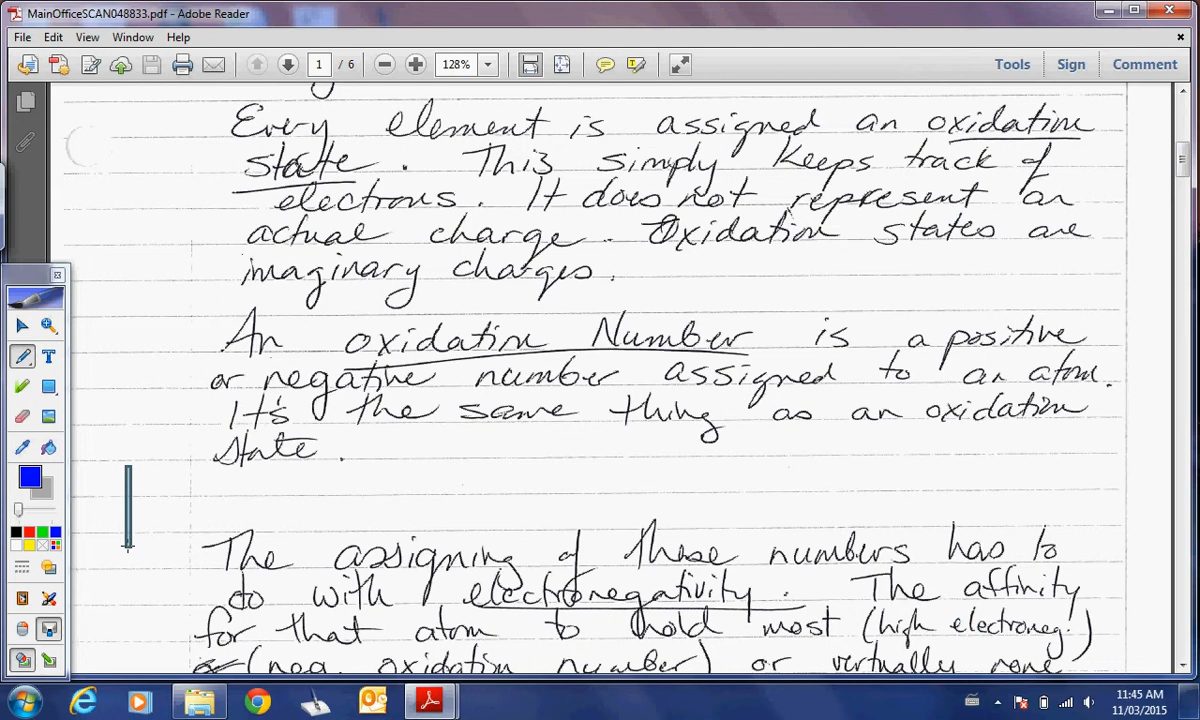 MainOfficeSCAN048833.pdf - Adobe Reader
File Edit View Window Help
1 / 6 128% Tools Sign Comment
Every element is assigned an oxidation
state. This simply keeps track of
electrons. It does not represent an
actual charge. Oxidation states are
imaginary charges.
An oxidation Number is a positive
or negative number assigned to an atom.
It's the same thing as an oxidation
state.
The assigning of these numbers has to
do with electronegativity. The affinity
for that atom to hold most (high electroneg.)
(neg. oxidation number) or vertually none
11:45 AM
11/03/2015